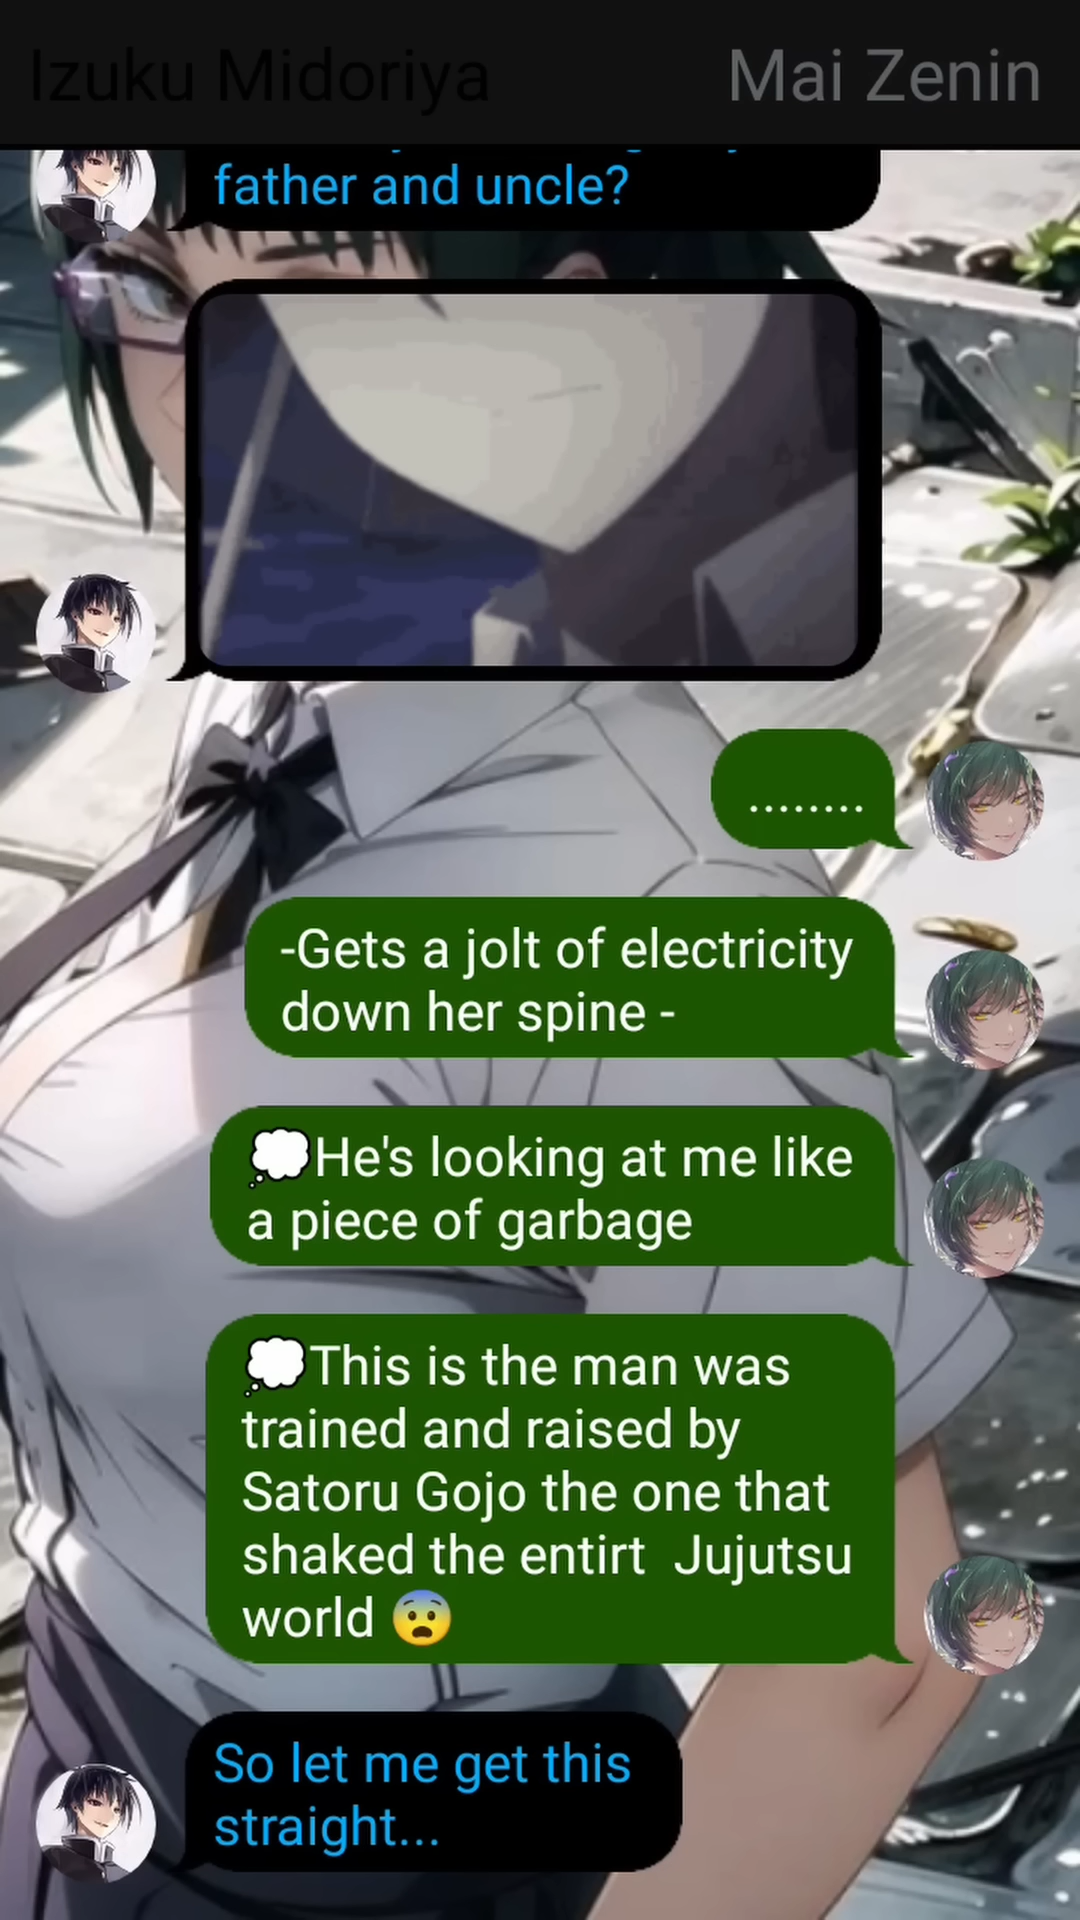 Izuku Midoriya
Mai Zenin
father and uncle?
........
-Gets a jolt of electricity
down her spine -
💭He's looking at me like
a piece of garbage
💭This is the man was
trained and raised by
Satoru Gojo the one that
shaked the entirt  Jujutsu
world 😨
So let me get this
straight...